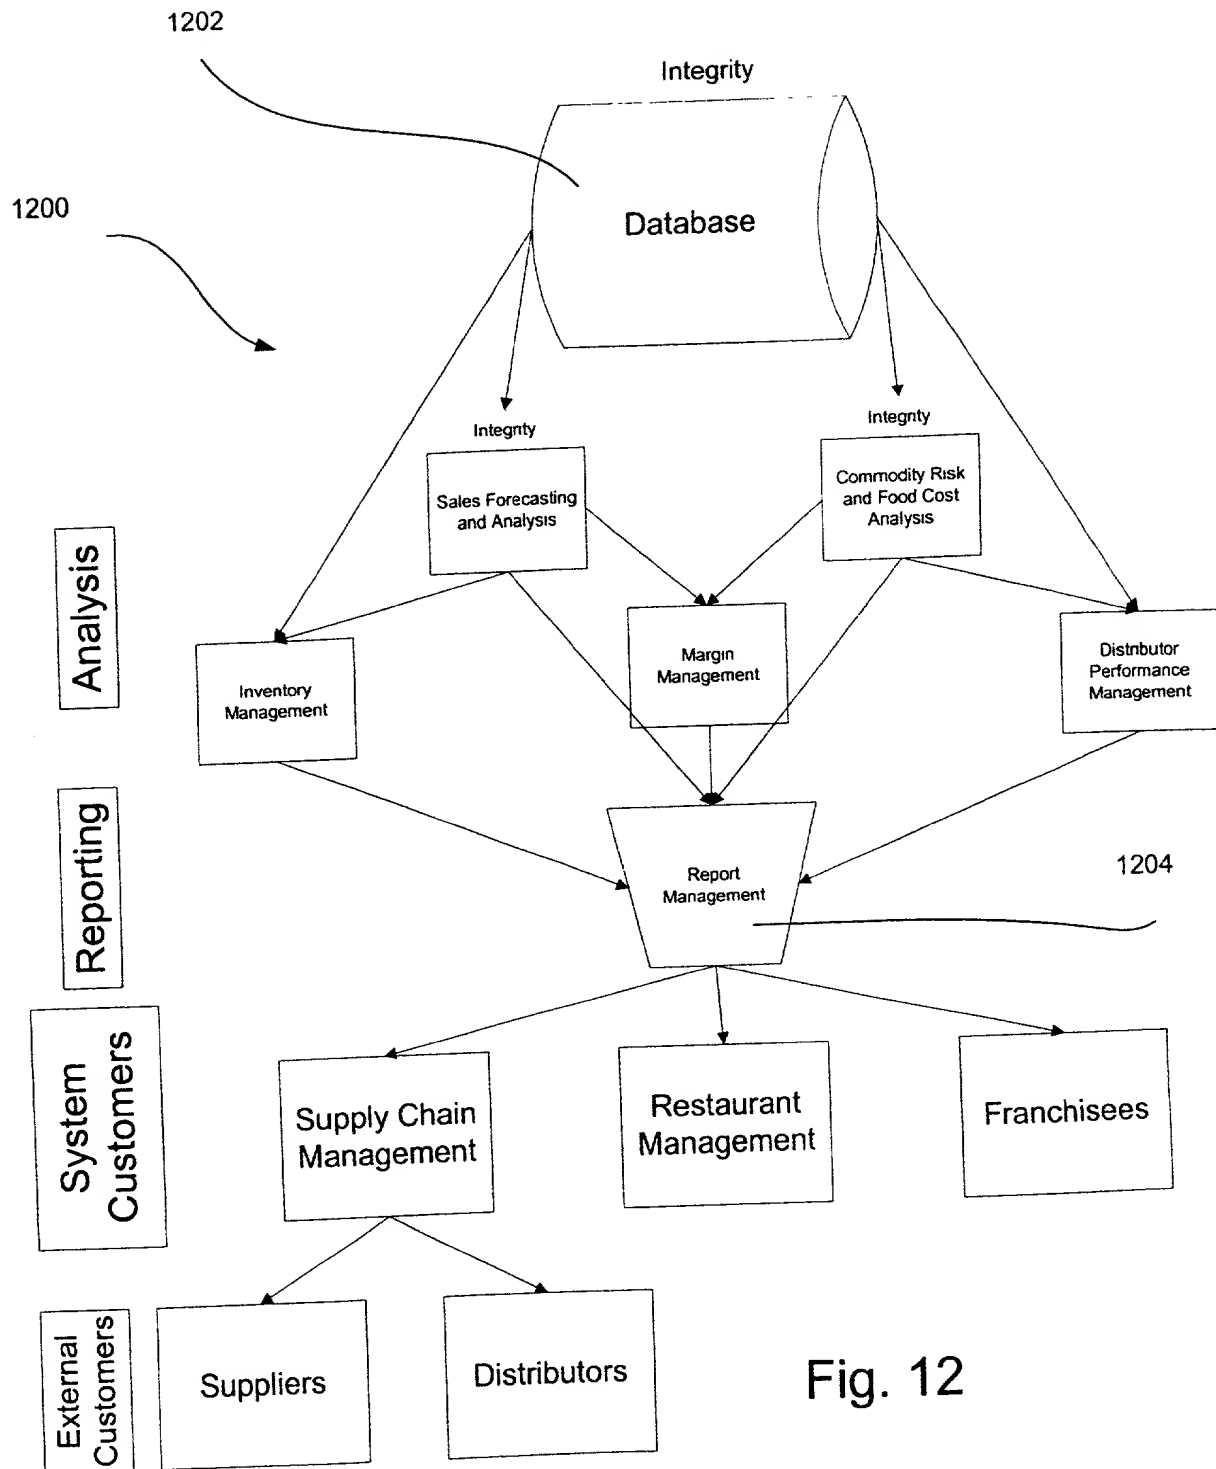 1202
Integrity
1200
Database
Integrity
Integrity
Sales Forecasting
and Analysis
Commodity Risk
and Food Cost
Analysis
Analysis
Inventory
Management
Margin
Management
Distributor
Performance
Management
Reporting
Report
Management
1204
System
Customers
Supply Chain
Management
Restaurant
Management
Franchisees
External
Customers
Suppliers
Distributors
Fig. 12